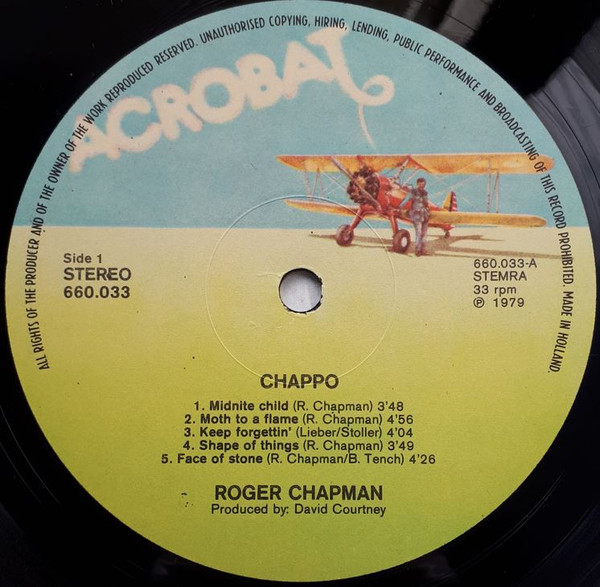 ALL RIGHTS OF THE PRODUCER AND OF THE OWNER OF THE WORK REPRODUCED RESERVED. UNAUTHORISED COPYING, HIRING, LENDING, PUBLIC PERFORMANCE AND BROADCASTING OF THIS RECORD PROHIBITED. MADE IN HOLLAND.
ACROBAT
Side 1
STEREO
660.033
660.033-A
STEMRA
33 rpm
℗ 1979
CHAPPO
1. Midnite child (R. Chapman) 3'48
2. Moth to a flame (R. Chapman) 4'56
3. Keep forgettin' (Lieber/Stoller) 4'04
4. Shape of things (R. Chapman) 3'49
5. Face of stone (R. Chapman/B. Tench) 4'26
ROGER CHAPMAN
Produced by: David Courtney